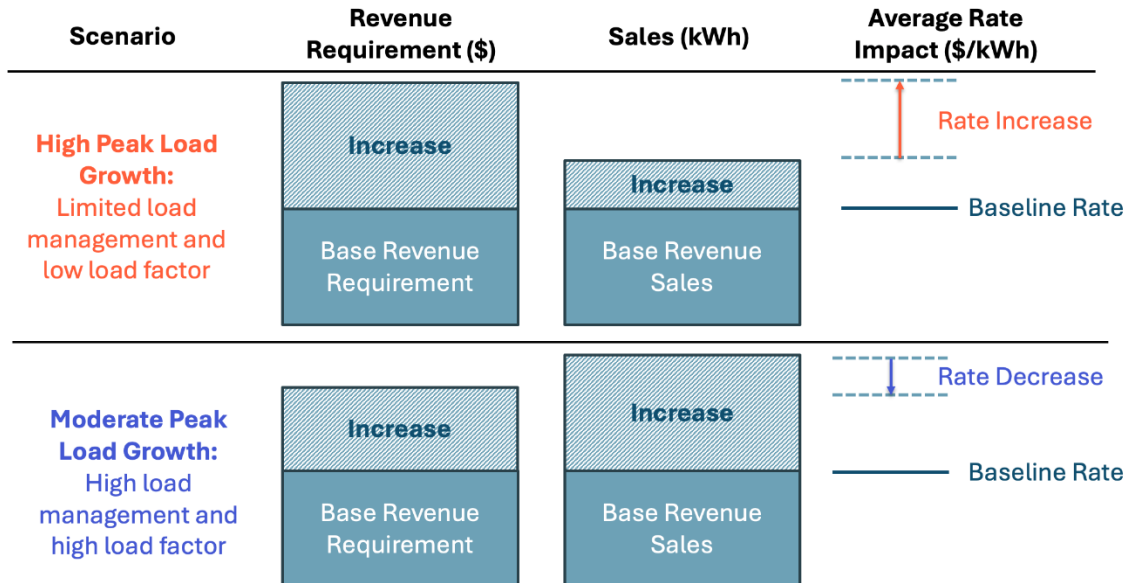 Scenario
Revenue
Requirement ($)
Sales (kWh)
Average Rate
Impact ($/kWh)
High Peak Load
Growth:
Limited load
management and
low load factor
Increase
Base Revenue
Requirement
Increase
Base Revenue
Sales
Rate Increase
Baseline Rate
Moderate Peak
Load Growth:
High load
management and
high load factor
Increase
Base Revenue
Requirement
Increase
Base Revenue
Sales
Rate Decrease
Baseline Rate